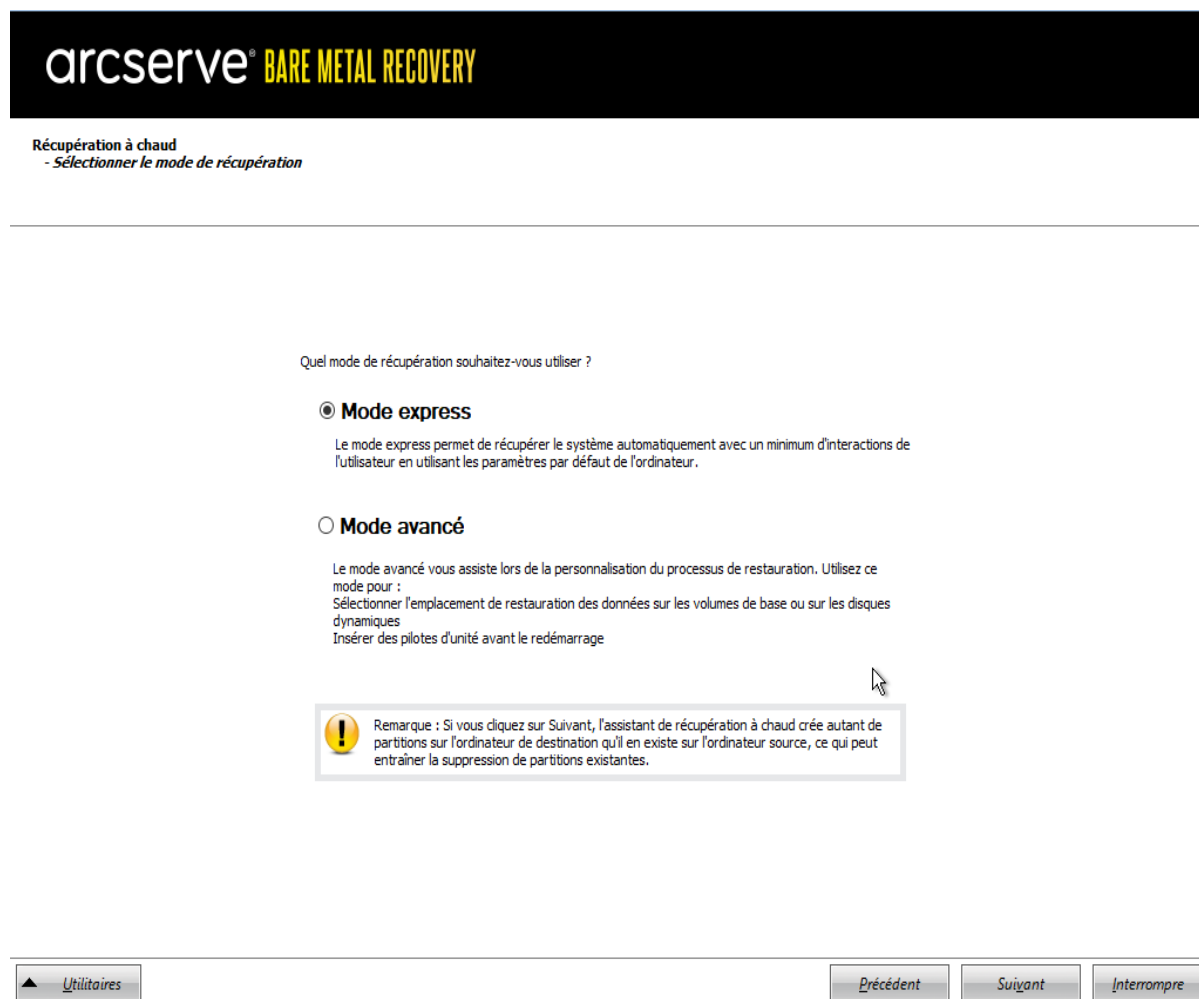 arcserve® BARE METAL RECOVERY
Récupération à chaud
- Sélectionner le mode de récupération
Quel mode de récupération souhaitez-vous utiliser ?
Mode express
Le mode express permet de récupérer le système automatiquement avec un minimum d'interactions de
l'utilisateur en utilisant les paramètres par défaut de l'ordinateur.
Mode avancé
Le mode avancé vous assiste lors de la personnalisation du processus de restauration. Utilisez ce
mode pour :
Sélectionner l'emplacement de restauration des données sur les volumes de base ou sur les disques
dynamiques
Insérer des pilotes d'unité avant le redémarrage
Remarque : Si vous cliquez sur Suivant, l'assistant de récupération à chaud crée autant de
partitions sur l'ordinateur de destination qu'il en existe sur l'ordinateur source, ce qui peut
entraîner la suppression de partitions existantes.
Utilitaires
Précédent
Suivant
Interrompre